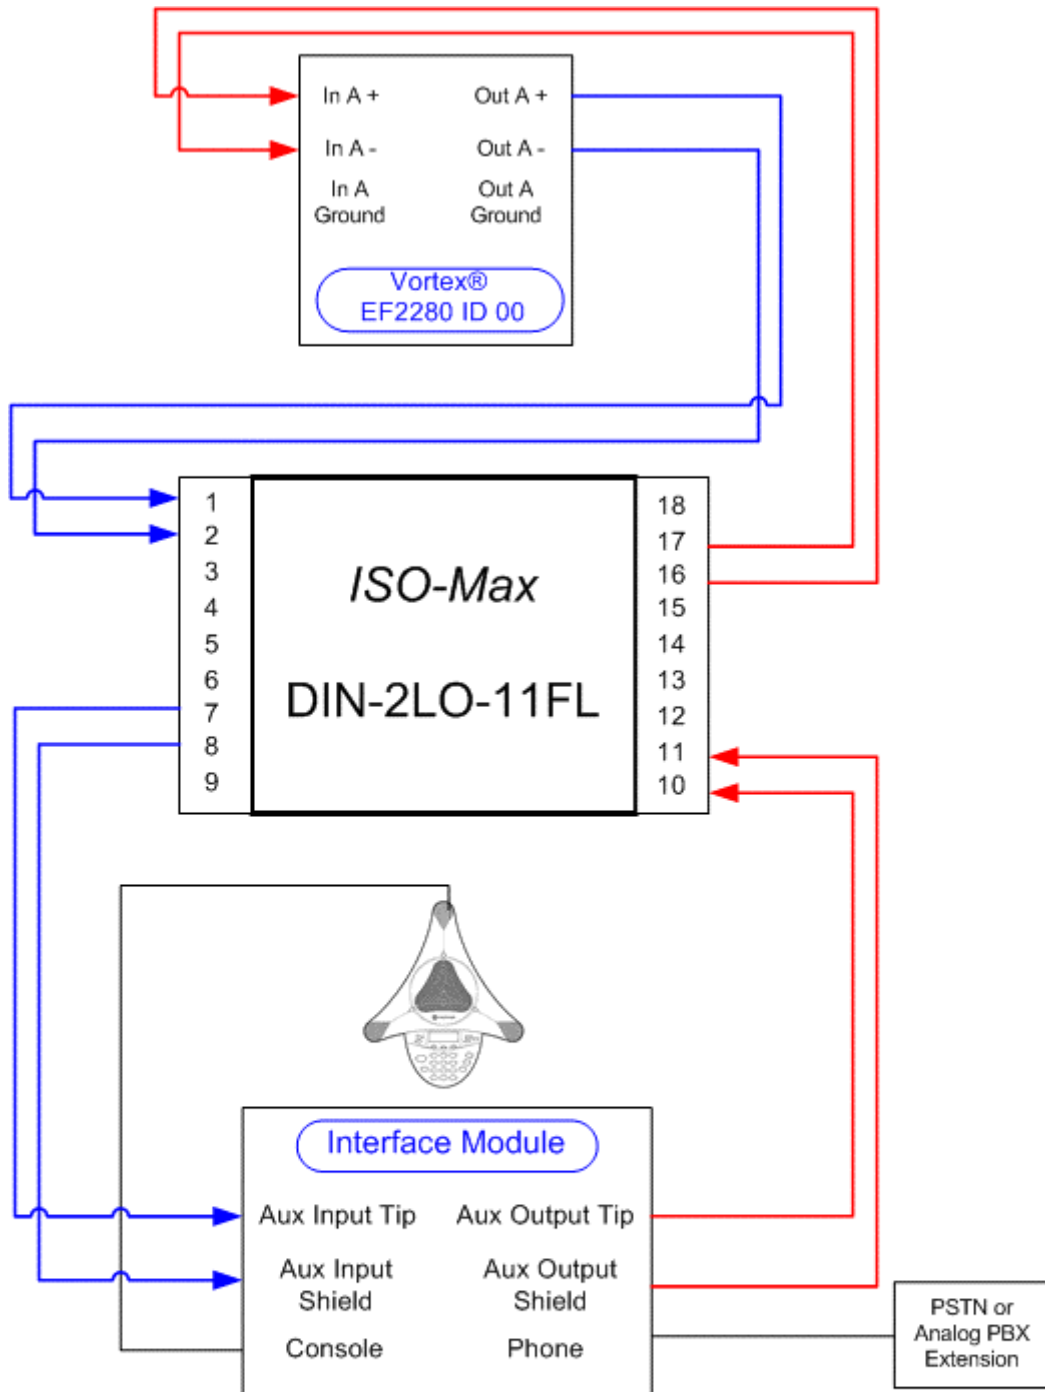 In A +
Out A +
In A -
Out A -
In A
Ground
Out A
Ground
Vortex®
EF2280 ID 00
1
2
3
4
5
6
7
8
9
ISO-Max
DIN-2LO-11FL
18
17
16
15
14
13
12
11
10
Interface Module
Aux Input Tip
Aux Output Tip
Aux Input
Shield
Aux Output
Shield
Console
Phone
PSTN or
Analog PBX
Extension